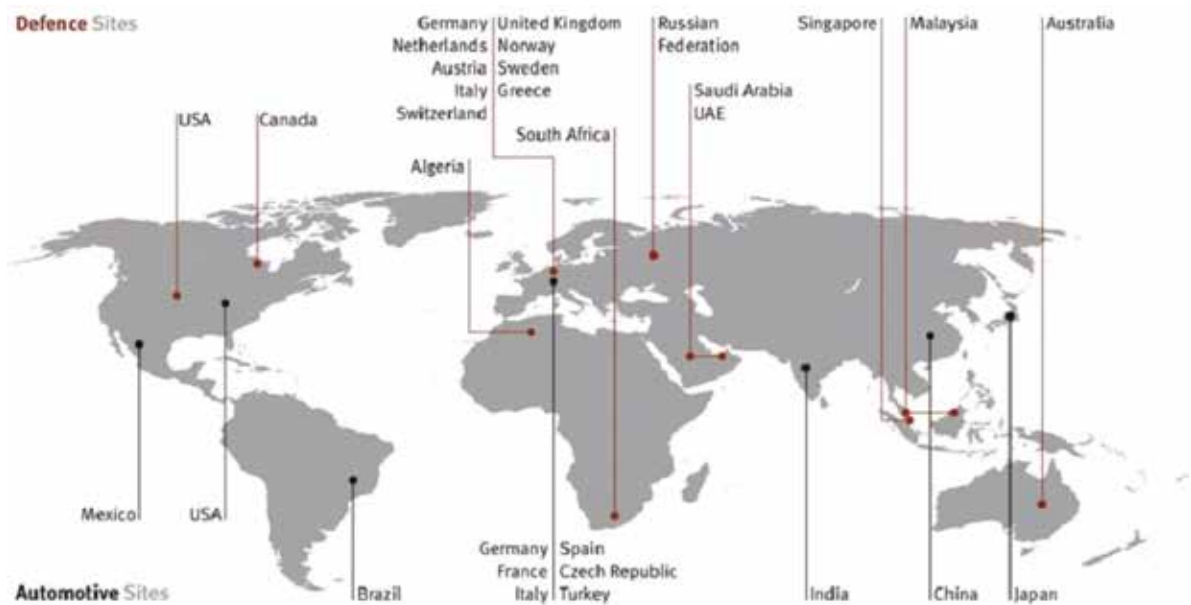 Defence Sites
Germany United Kingdom
Netherlands Norway
Austria Sweden
Italy Greece
Switzerland
Russian
Federation
Singapore
Malaysia
Australia
Saudi Arabia
UAE
USA
Canada
South Africa
Algeria
Mexico
USA
Brazil
Germany Spain
France Czech Republic
Italy Turkey
India
China
Japan
Automotive Sites